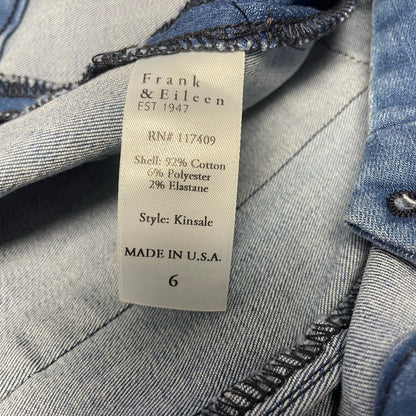 Frank
& Eileen
EST 1947
RN# 117409
Shell: 92% Cotton
6% Polyester
2% Elastane
Style: Kinsale
MADE IN U.S.A.
6